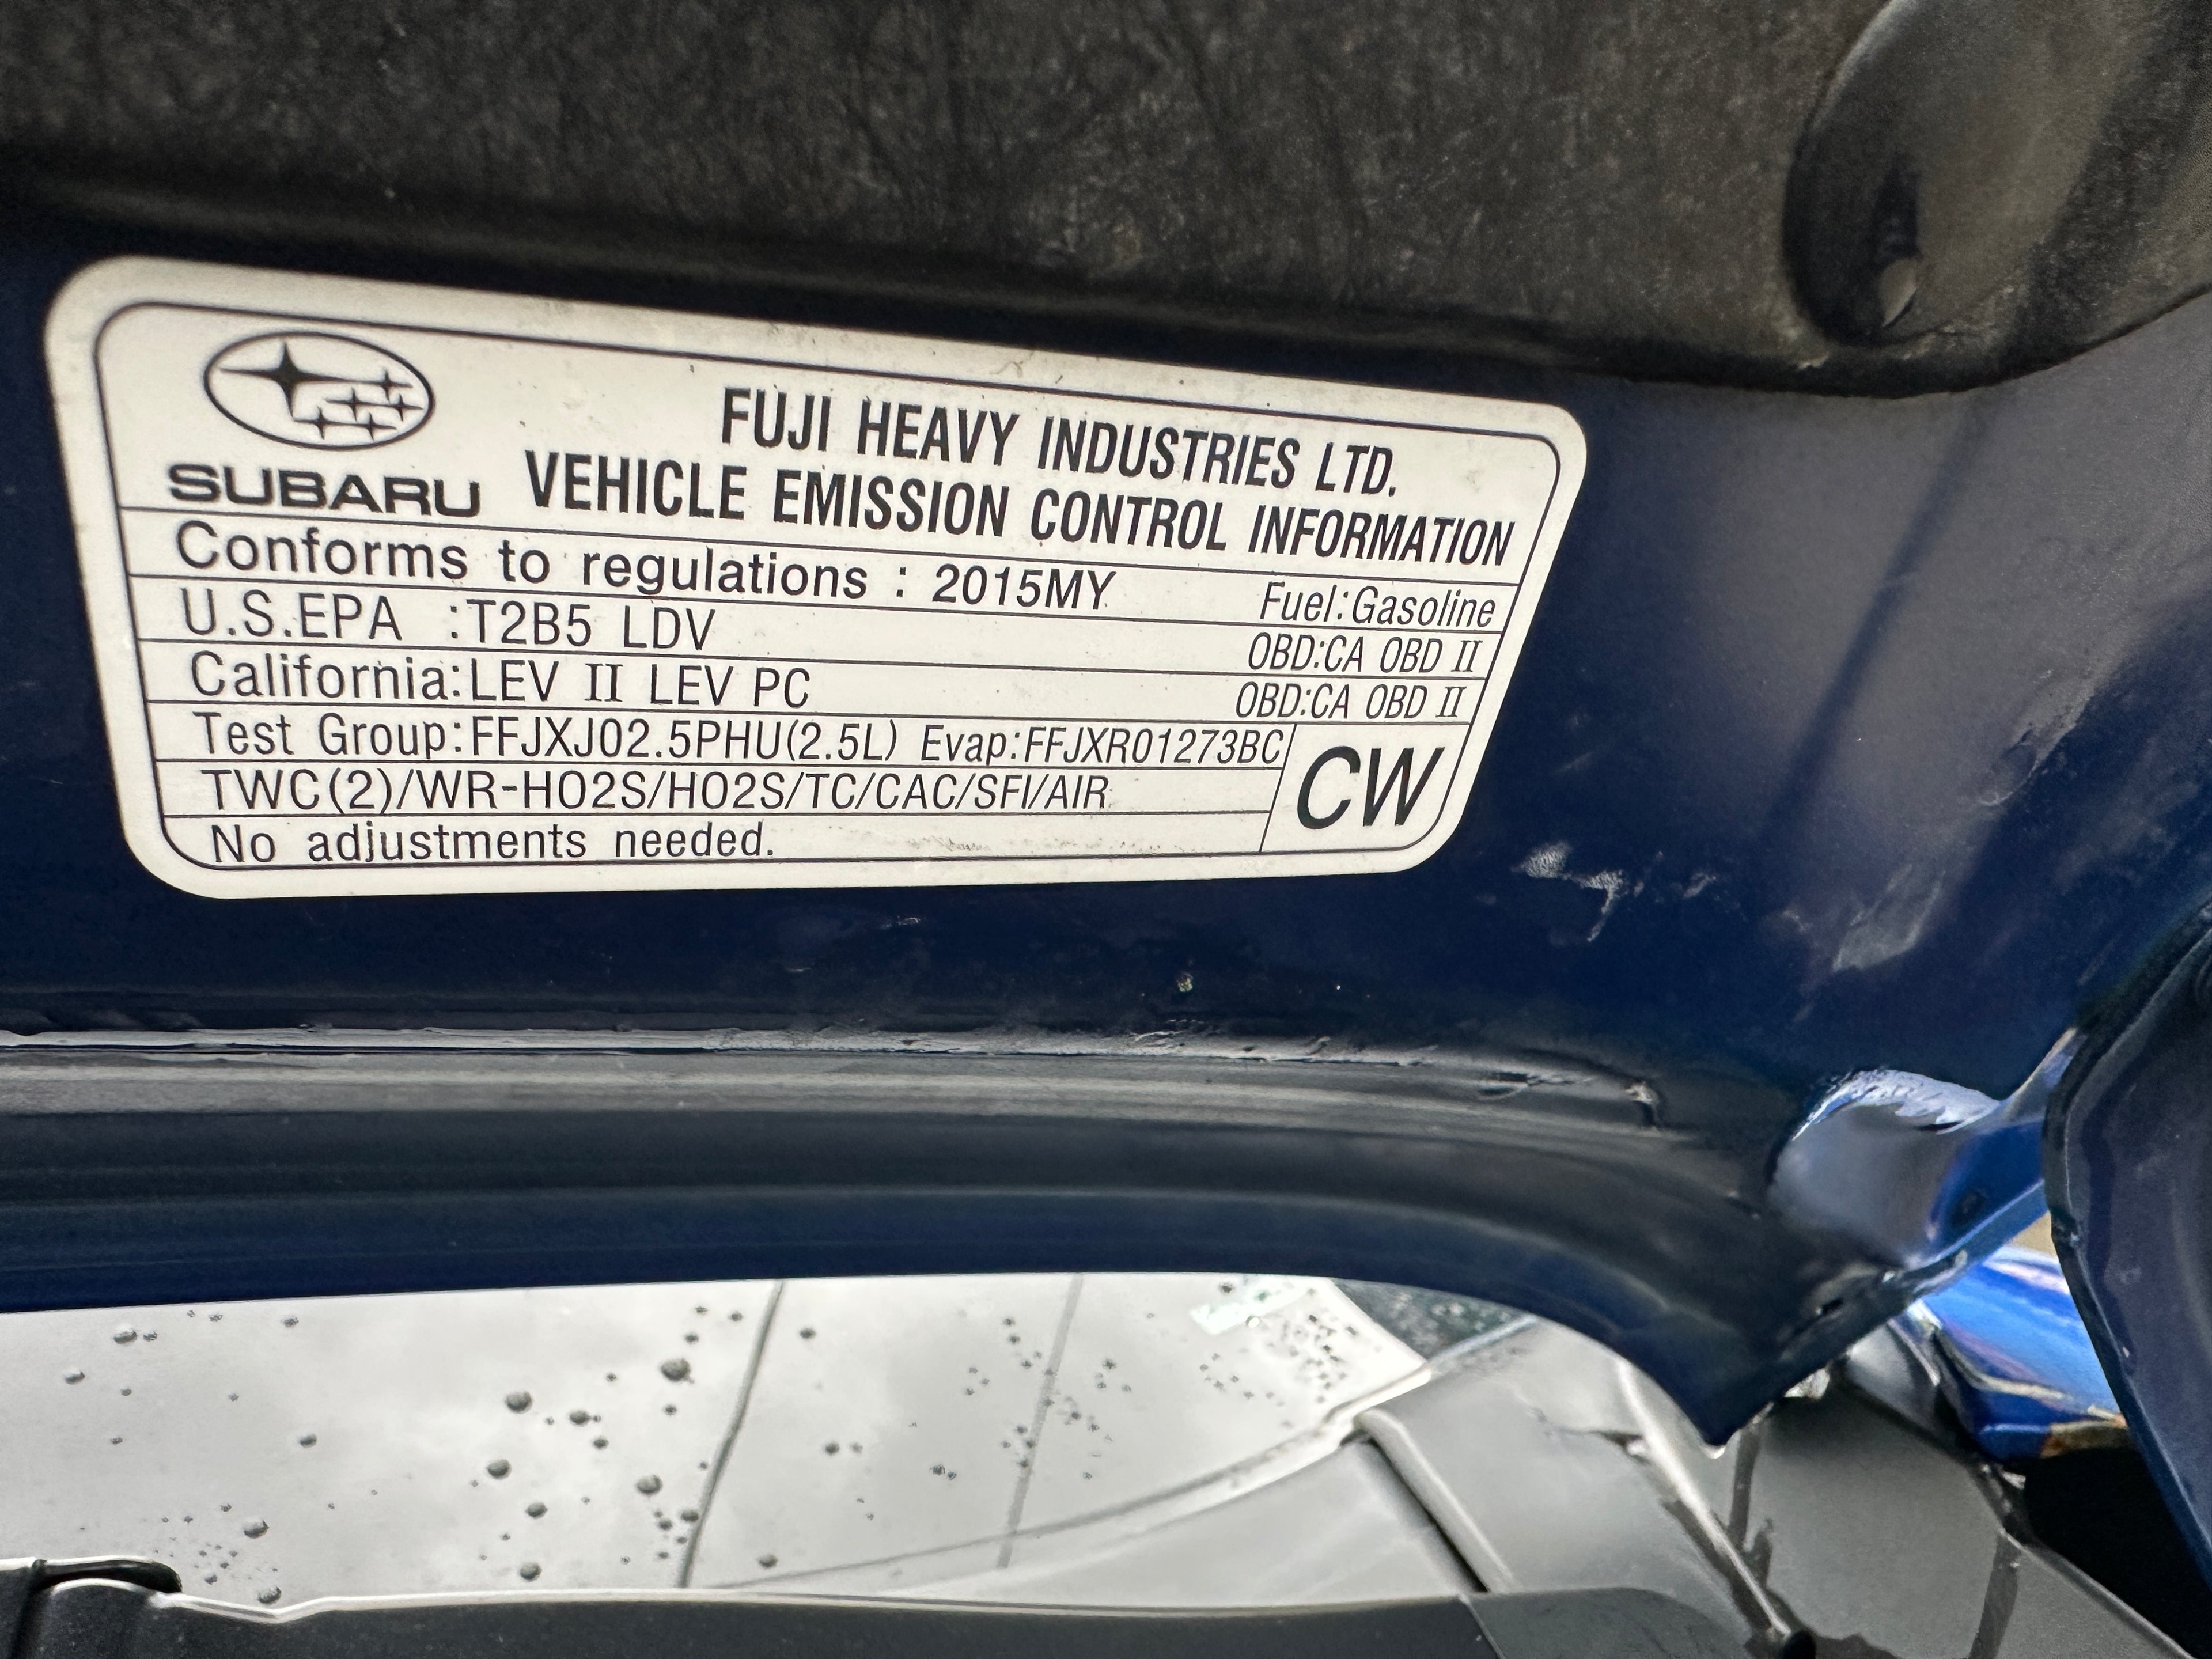 FUJI HEAVY INDUSTRIES LTD.
SUBARU VEHICLE EMISSION CONTROL INFORMATION
Conforms to regulations : 2015MY Fuel:Gasoline
U.S.EPA :T2B5 LDV OBD:CA OBD II
California:LEV II LEV PC OBD:CA OBD II
Test Group:FFJXJ02.5PHU(2.5L) Evap:FFJXR01273BC
TWC(2)/WR-HO2S/HO2S/TC/CAC/SFI/AIR
CW
No adjustments needed.